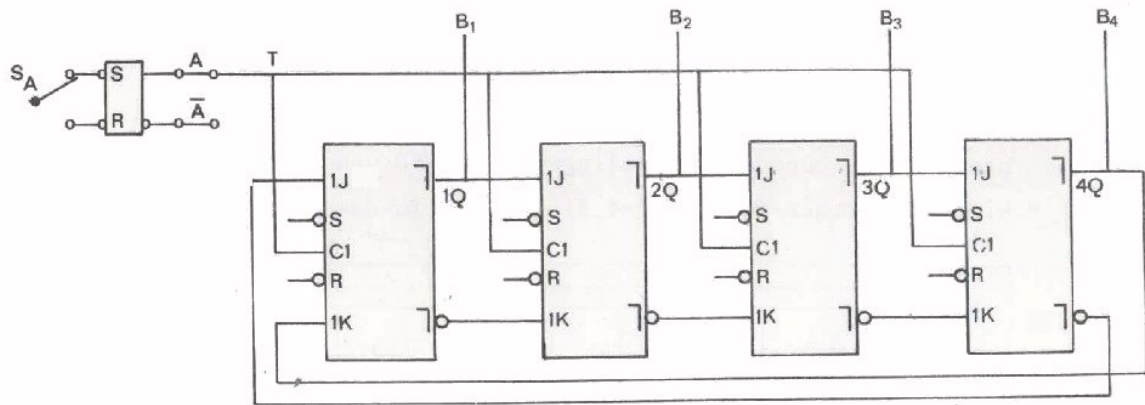 B1 B2 B3 B4
SA S A T
R A̅
1J 1Q 1J 2Q 1J 3Q 1J 4Q
S S S S
C1 C1 C1 C1
R R R R
1K 1K 1K 1K